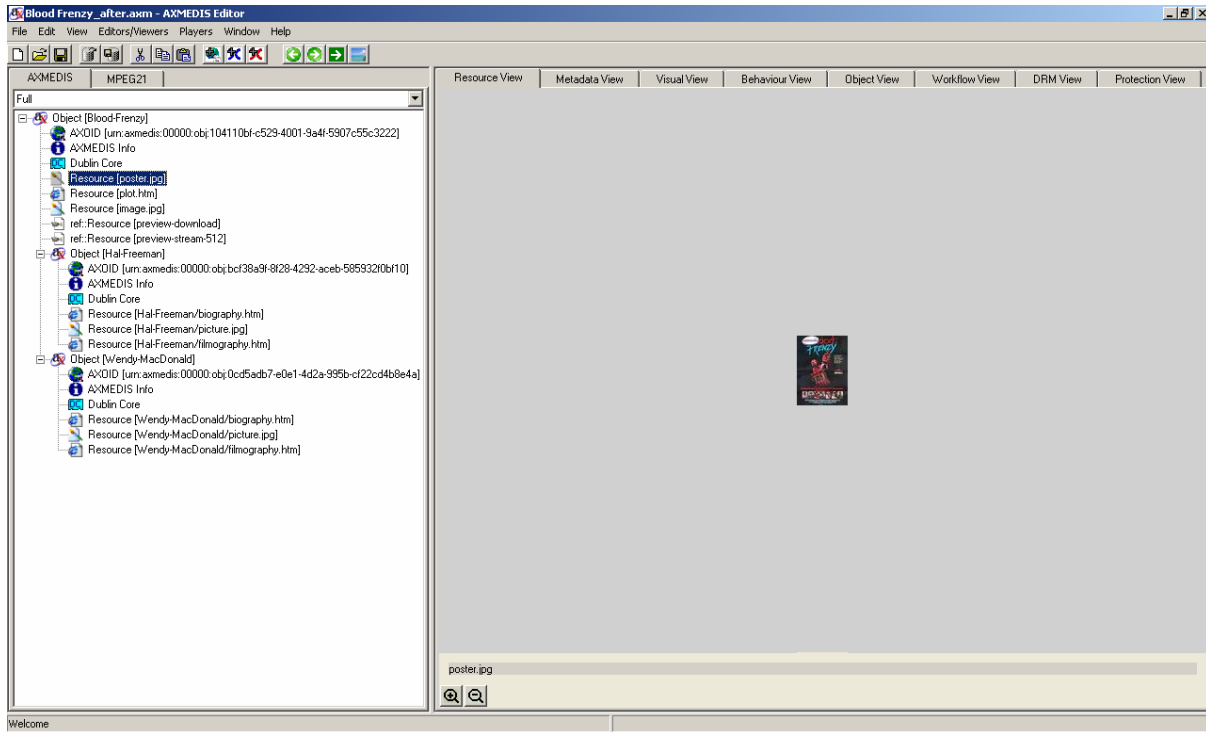 Blood Frenzy_after.axm - AXMEDIS Editor
File Edit View Editors/Viewers Players Window Help
AXMEDIS MPEG21
Full
Object [Blood-Frenzy]
AXOID [urn:axmedis:00000:obj:104110bf-c529-4001-9a4f-5907c55c3222]
AXMEDIS Info
Dublin Core
Resource [poster.jpg]
Resource [plot.htm]
Resource [image.jpg]
ref::Resource [preview-download]
ref::Resource [preview-stream-512]
Object [Hal-Freeman]
AXOID [urn:axmedis:00000:obj:bcf38a9f-8f28-4292-aceb-585932f0bf10]
AXMEDIS Info
Dublin Core
Resource [Hal-Freeman/biography.htm]
Resource [Hal-Freeman/picture.jpg]
Resource [Hal-Freeman/filmography.htm]
Object [Wendy-MacDonald]
AXOID [urn:axmedis:00000:obj:0cd5adb7-e0e1-4d2a-995b-cf22cd4b8e4a]
AXMEDIS Info
Dublin Core
Resource [Wendy-MacDonald/biography.htm]
Resource [Wendy-MacDonald/picture.jpg]
Resource [Wendy-MacDonald/filmography.htm]
Resource View Metadata View Visual View Behaviour View Object View Workflow View DRM View Protection View
FRENZY
poster.jpg
Welcome